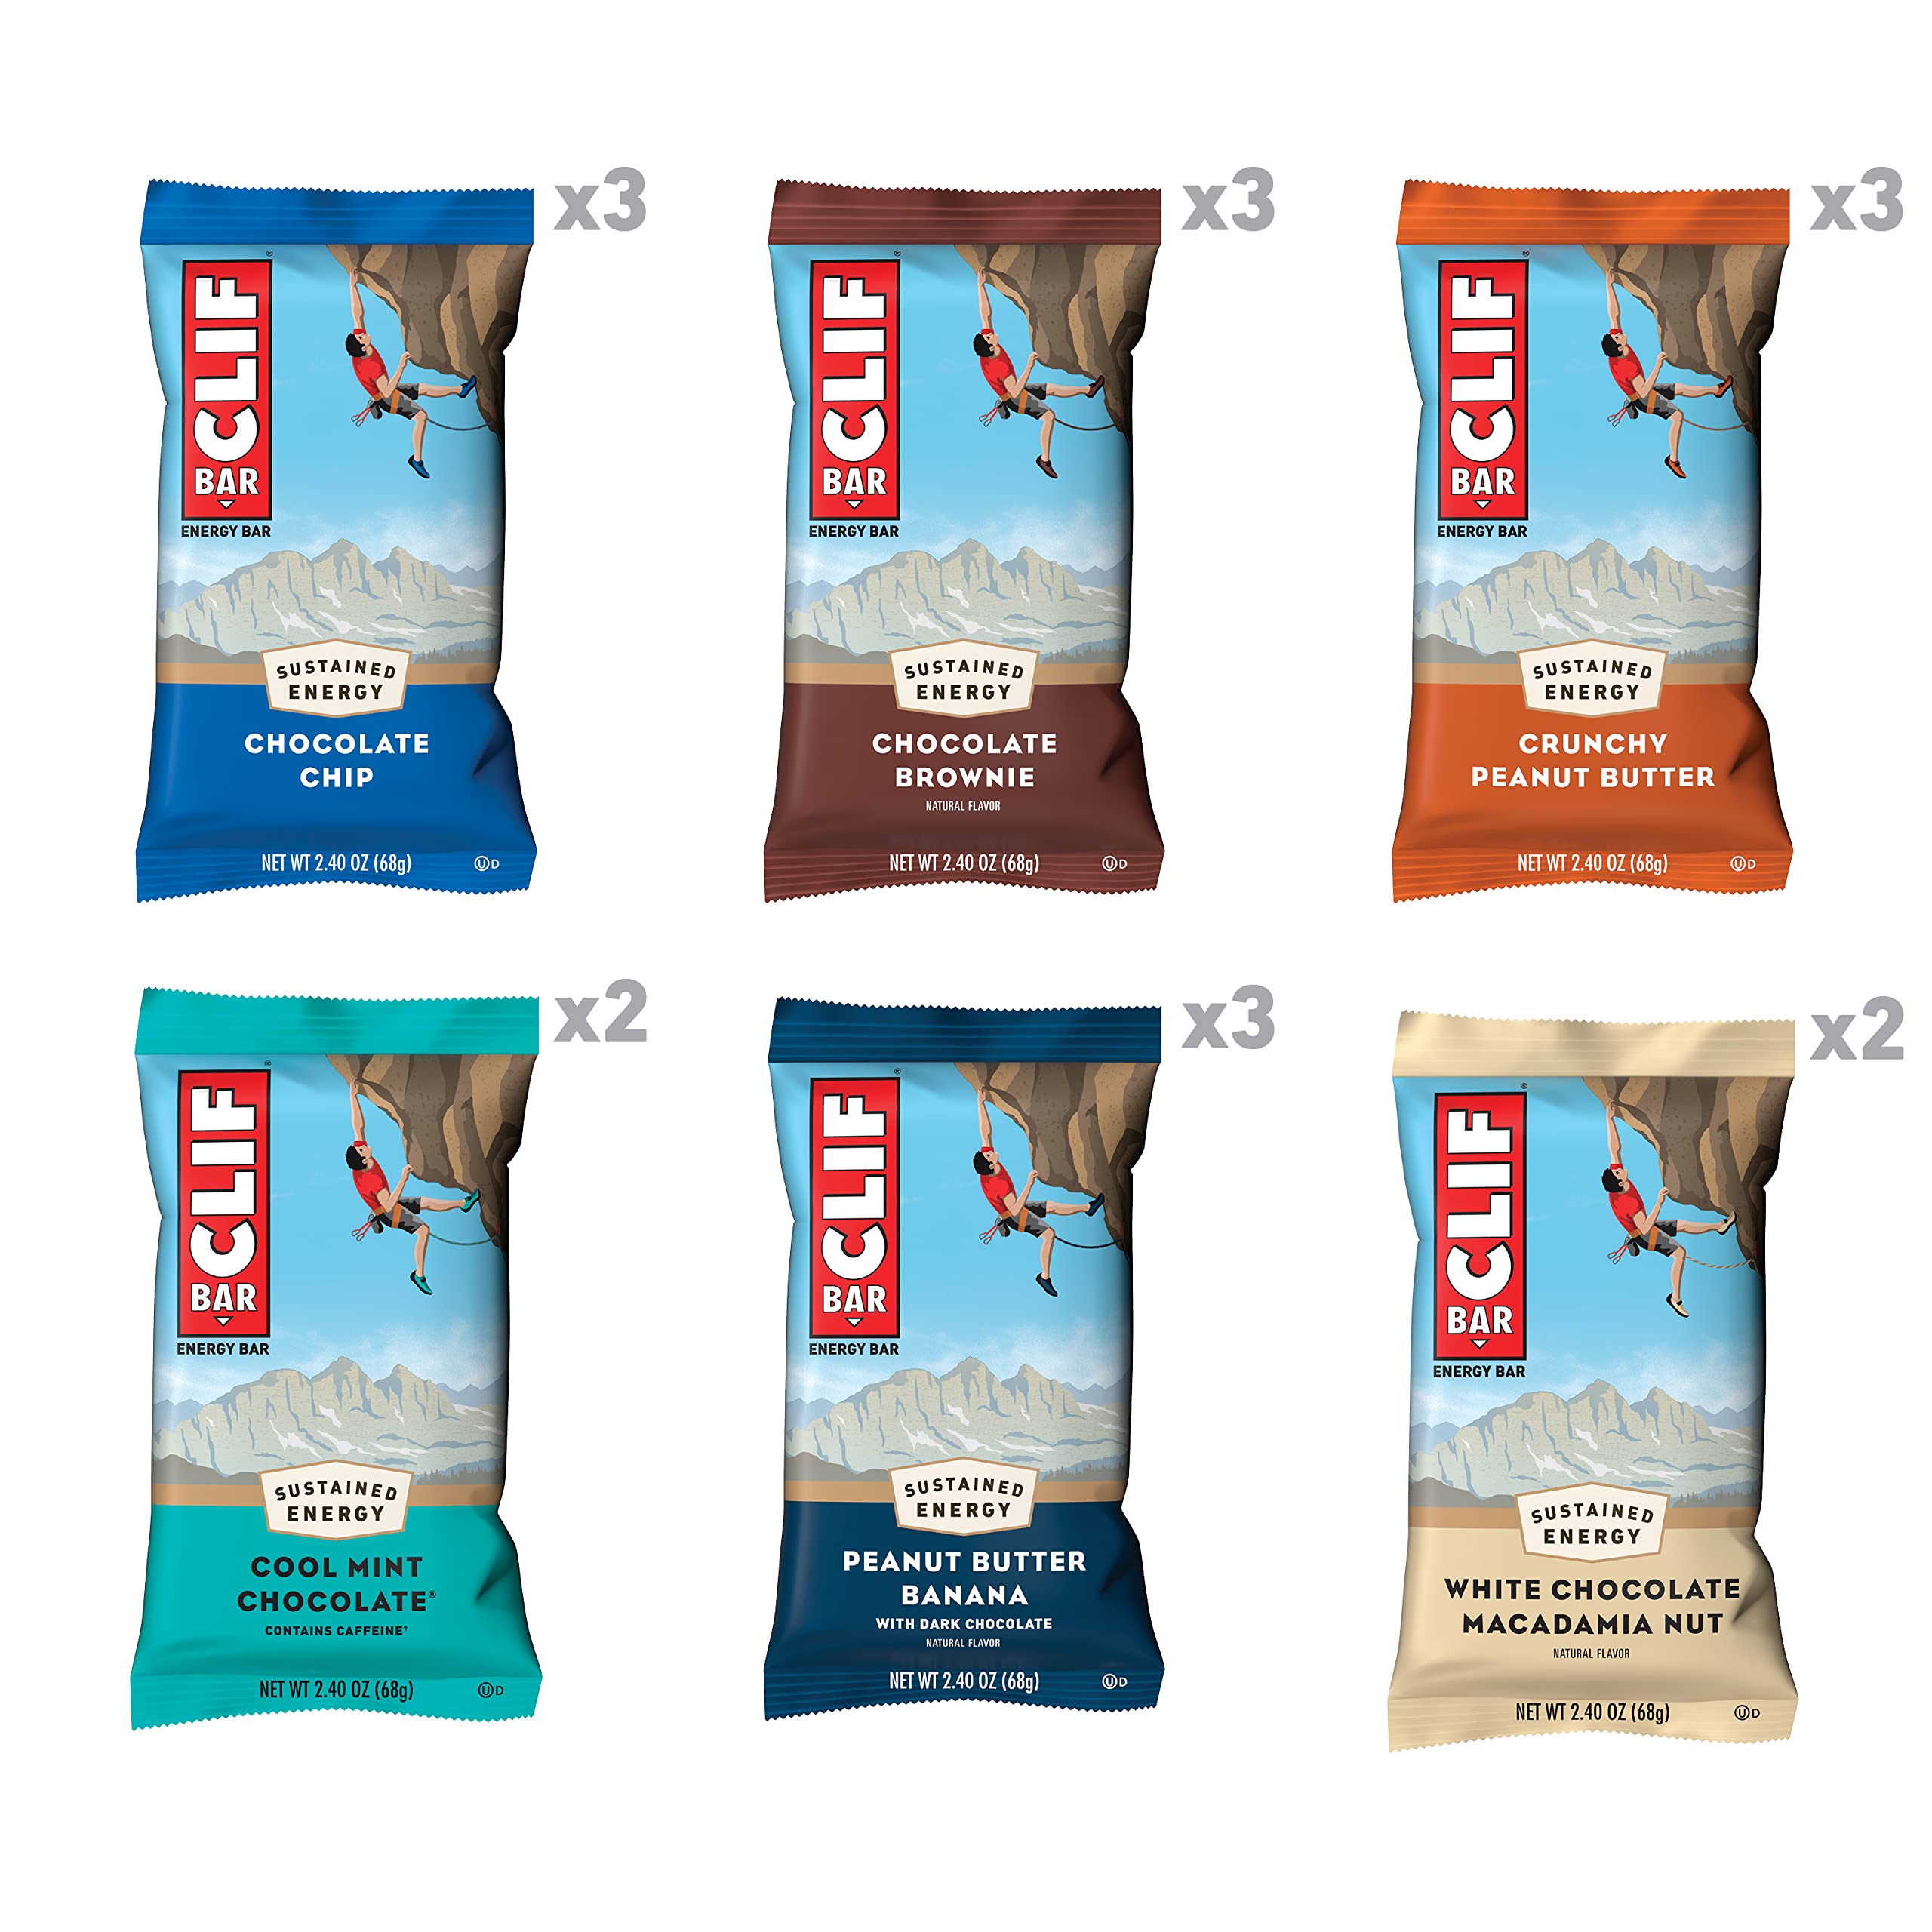 x3
CLIF®
BAR
ENERGY BAR
SUSTAINED
ENERGY
CHOCOLATE
CHIP
NET WT 2.40 OZ (68g) Ⓤ D
x3
CLIF®
BAR
ENERGY BAR
SUSTAINED
ENERGY
CHOCOLATE
BROWNIE
NATURAL FLAVOR
NET WT 2.40 OZ (68g) Ⓤ D
x3
CLIF®
BAR
ENERGY BAR
SUSTAINED
ENERGY
CRUNCHY
PEANUT BUTTER
NET WT 2.40 OZ (68g) Ⓤ D
x2
CLIF®
BAR
ENERGY BAR
SUSTAINED
ENERGY
COOL MINT
CHOCOLATE®
CONTAINS CAFFEINE†
NET WT 2.40 OZ (68g) Ⓤ D
x3
CLIF®
BAR
ENERGY BAR
SUSTAINED
ENERGY
PEANUT BUTTER
BANANA
WITH DARK CHOCOLATE
NATURAL FLAVOR
NET WT 2.40 OZ (68g) Ⓤ D
x2
CLIF®
BAR
ENERGY BAR
SUSTAINED
ENERGY
WHITE CHOCOLATE
MACADAMIA NUT
NATURAL FLAVOR
NET WT 2.40 OZ (68g) Ⓤ D